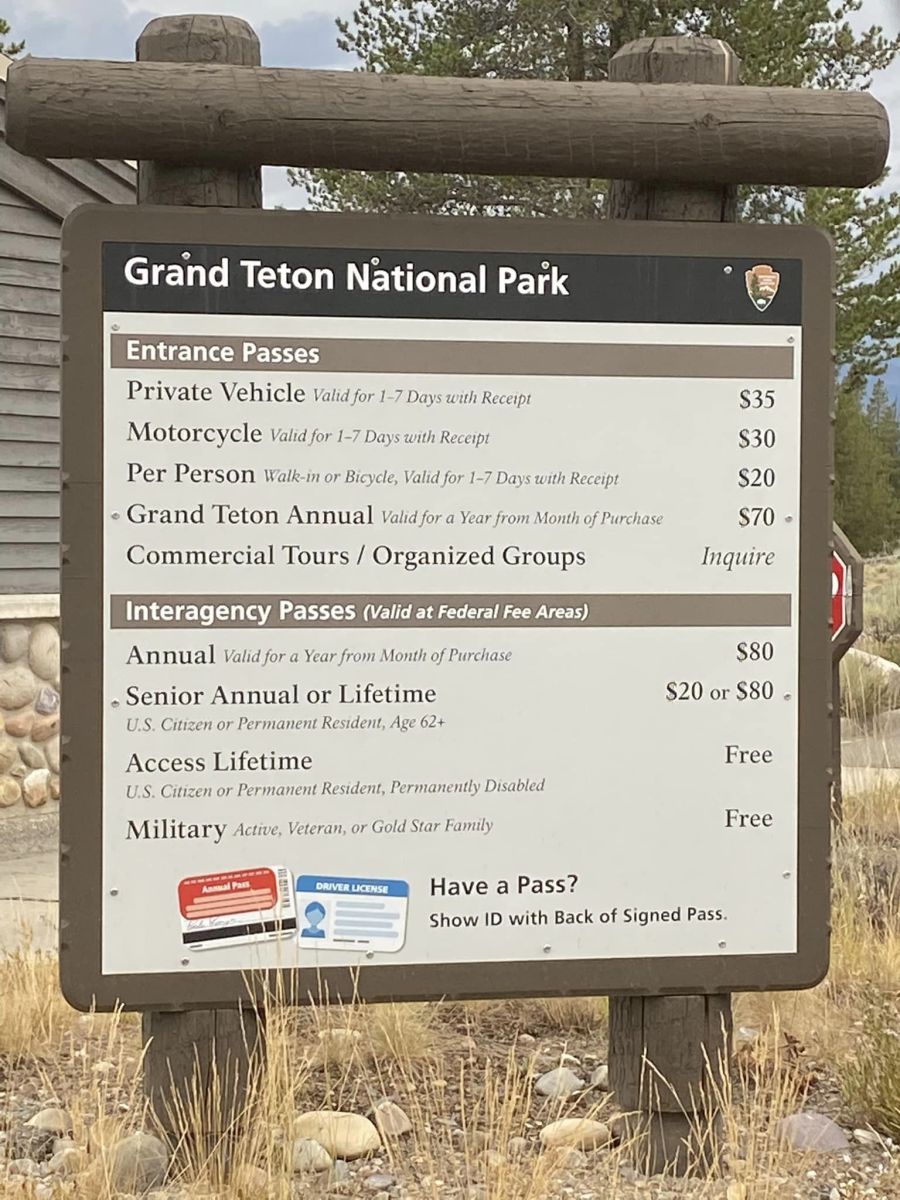 Grand Teton National Park
Entrance Passes
Private Vehicle Valid for 1–7 Days with Receipt $35
Motorcycle Valid for 1–7 Days with Receipt $30
Per Person Walk-in or Bicycle, Valid for 1–7 Days with Receipt $20
Grand Teton Annual Valid for a Year from Month of Purchase $70
Commercial Tours / Organized Groups Inquire
Interagency Passes (Valid at Federal Fee Areas)
Annual Valid for a Year from Month of Purchase $80
Senior Annual or Lifetime $20 or $80
U.S. Citizen or Permanent Resident, Age 62+
Access Lifetime Free
U.S. Citizen or Permanent Resident, Permanently Disabled
Military Active, Veteran, or Gold Star Family Free
Annual Pass
DRIVER LICENSE
Have a Pass?
Show ID with Back of Signed Pass.